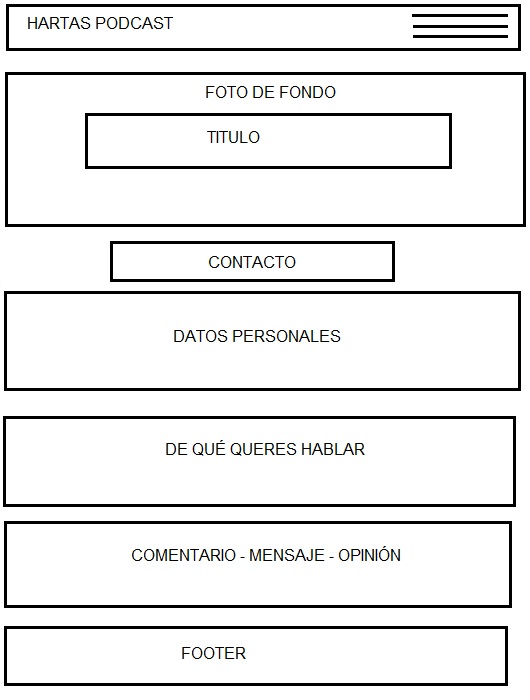 HARTAS PODCAST
FOTO DE FONDO
TITULO
CONTACTO
DATOS PERSONALES
DE QUÉ QUERES HABLAR
COMENTARIO - MENSAJE - OPINIÓN
FOOTER